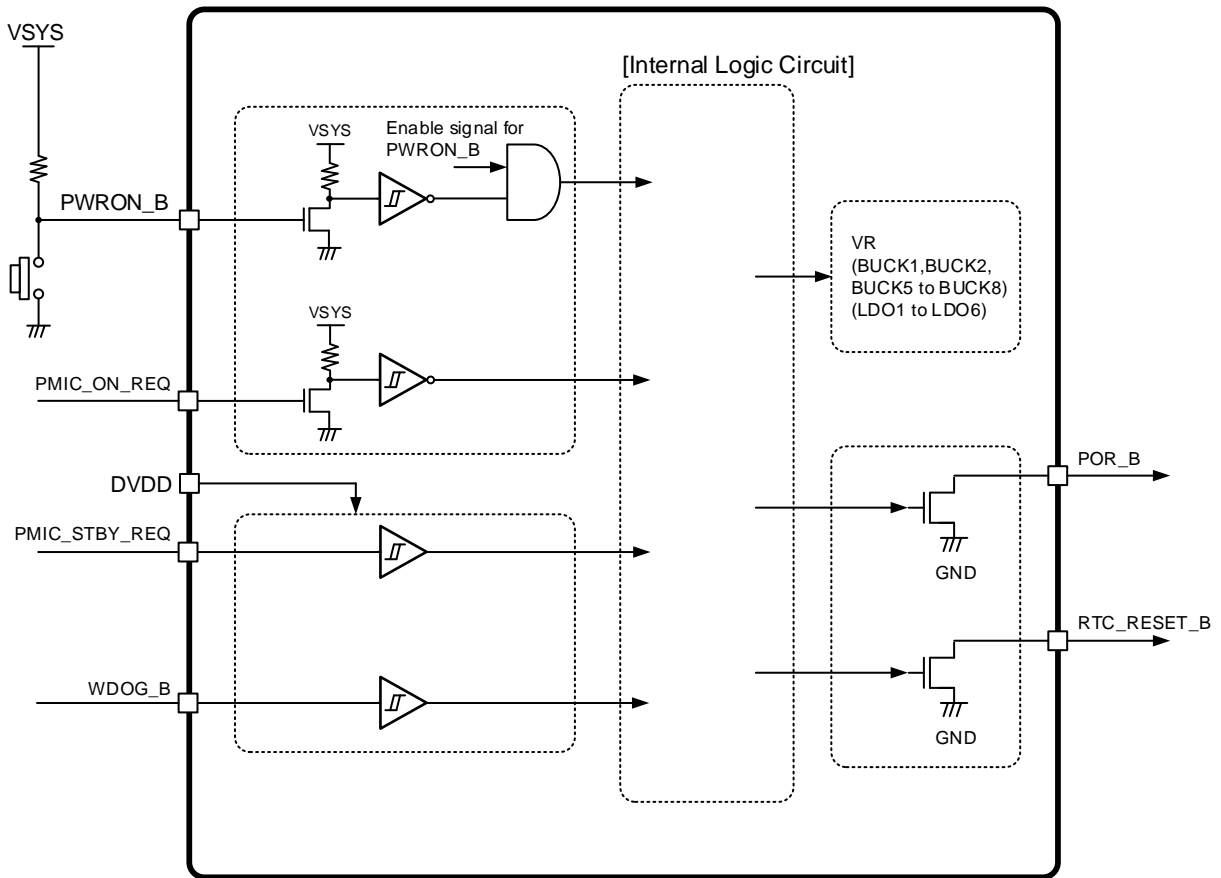 VSYS
[Internal Logic Circuit]
VSYS
Enable signal for
PWRON_B
PWRON_B
VR
(BUCK1,BUCK2,
BUCK5 to BUCK8)
(LDO1 to LDO6)
VSYS
PMIC_ON_REQ
DVDD
POR_B
PMIC_STBY_REQ
GND
RTC_RESET_B
WDOG_B
GND